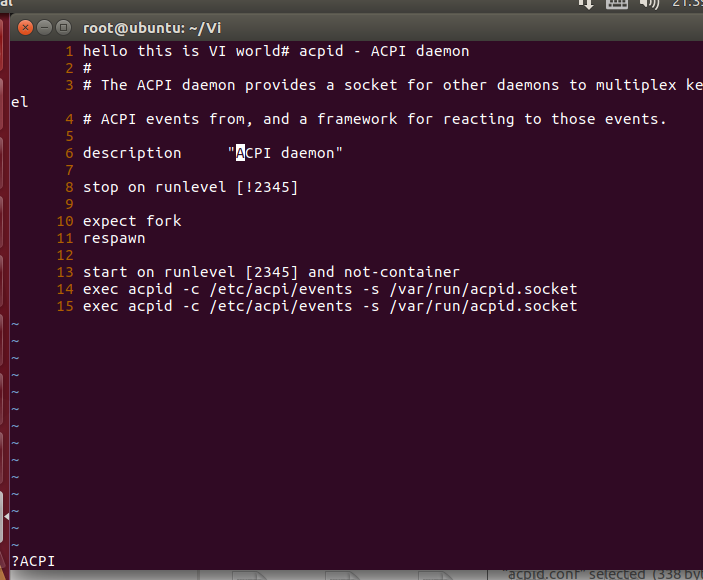 al
21:3
root@ubuntu: ~/Vi
1 hello this is VI world# acpid - ACPI daemon
2 #
3 # The ACPI daemon provides a socket for other daemons to multiplex ke
el
4 # ACPI events from, and a framework for reacting to those events.
5
6 description     "ACPI daemon"
7
8 stop on runlevel [!2345]
9
10 expect fork
11 respawn
12
13 start on runlevel [2345] and not-container
14 exec acpid -c /etc/acpi/events -s /var/run/acpid.socket
15 exec acpid -c /etc/acpi/events -s /var/run/acpid.socket
~
~
~
~
~
~
~
~
~
~
~
~
~
~
?ACPI
"acpid.conf" selected (338 by